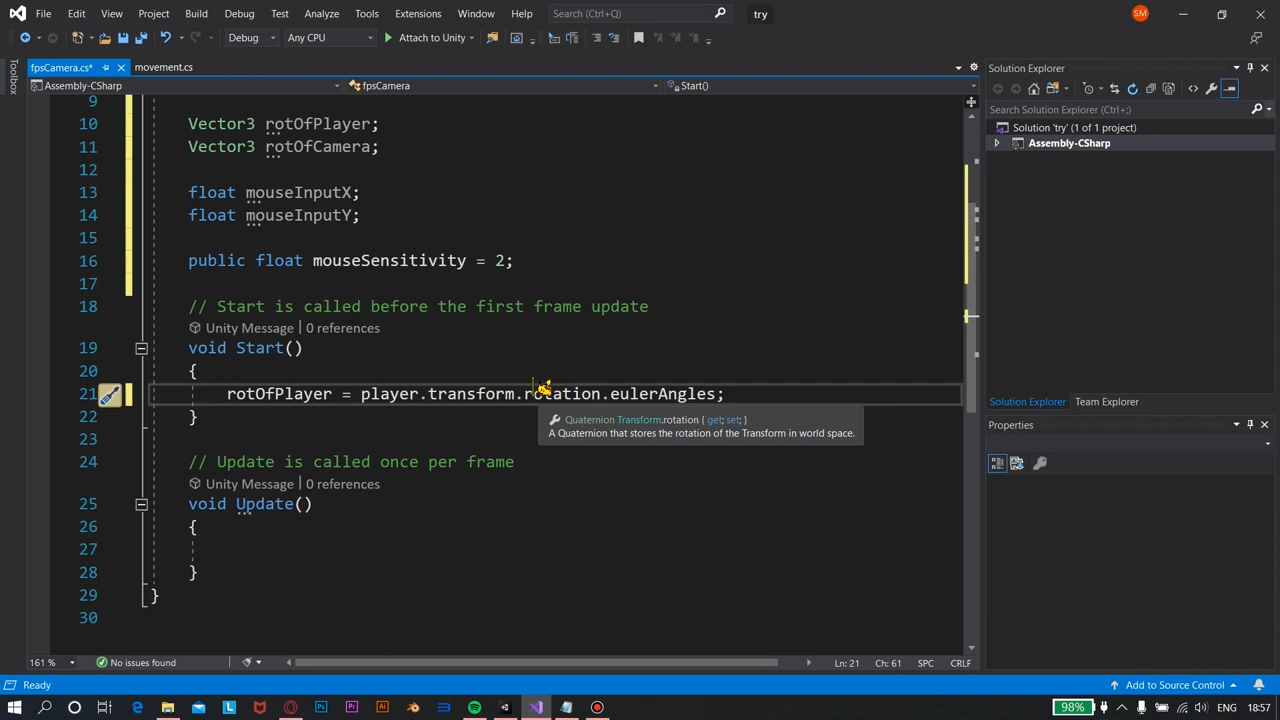 File Edit View Project Build Debug Test Analyze Tools Extensions Window Help Search (Ctrl+Q) try SM
Debug Any CPU Attach to Unity
Toolbox
fpsCamera.cs* movement.cs
Assembly-CSharp fpsCamera Start()
9
10 Vector3 rotOfPlayer;
11 Vector3 rotOfCamera;
12
13 float mouseInputX;
14 float mouseInputY;
15
16 public float mouseSensitivity = 2;
17
18 // Start is called before the first frame update
Unity Message | 0 references
19 void Start()
20 {
21 rotOfPlayer = player.transform.rotation.eulerAngles;
Quaternion Transform.rotation { get; set; }
A Quaternion that stores the rotation of the Transform in world space.
22 }
23
24 // Update is called once per frame
Unity Message | 0 references
25 void Update()
26 {
27
28 }
29 }
30
161 % No issues found Ln: 21 Ch: 61 SPC CRLF
Solution Explorer
Search Solution Explorer (Ctrl+;)
Solution 'try' (1 of 1 project)
Assembly-CSharp
Solution Explorer Team Explorer
Properties
Ready Add to Source Control
98% 18:57